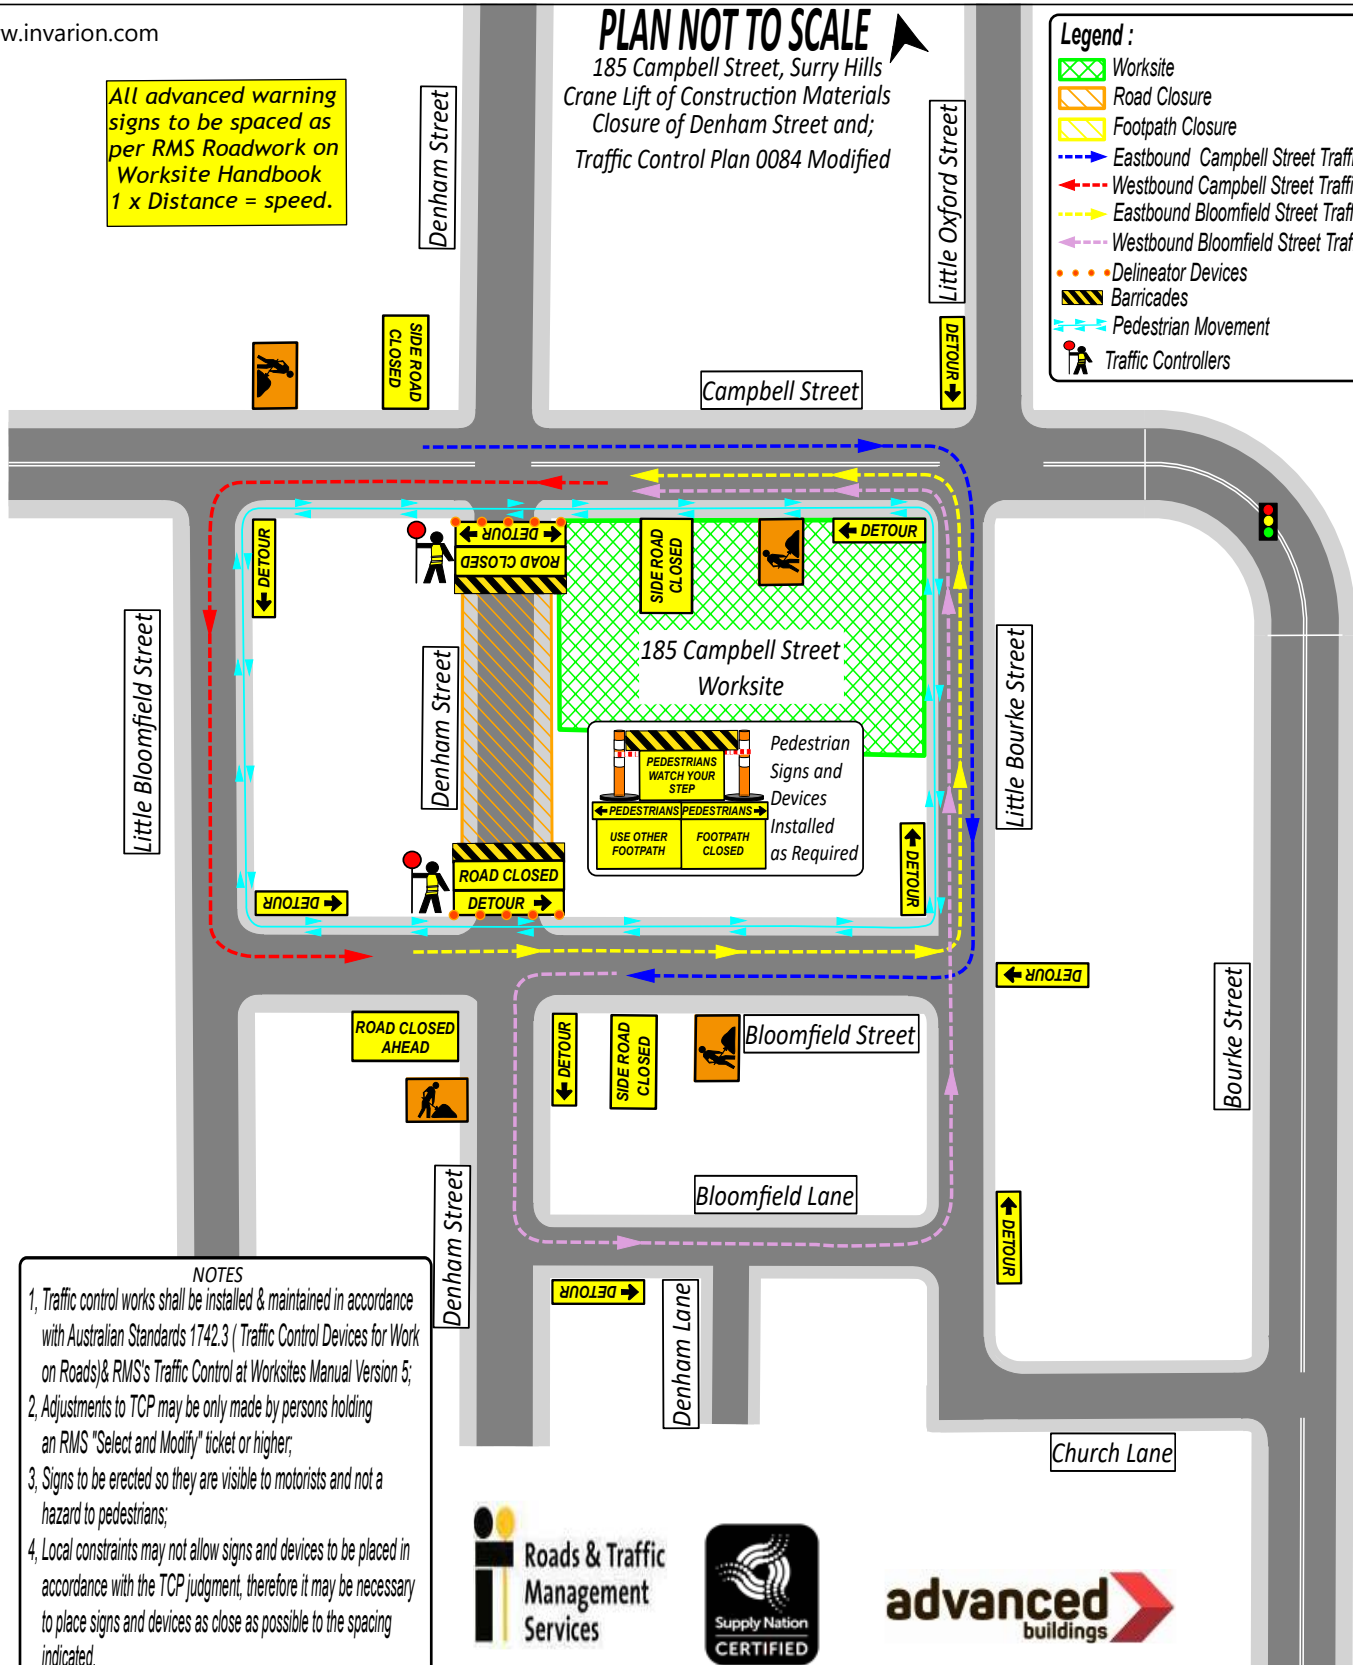 w.invarion.com
PLAN NOT TO SCALE
185 Campbell Street, Surry Hills
Crane Lift of Construction Materials
Closure of Denham Street and;
Traffic Control Plan 0084 Modified
All advanced warning
signs to be spaced as
per RMS Roadwork on
Worksite Handbook
1 x Distance = speed.
Legend :
Worksite
Road Closure
Footpath Closure
Eastbound Campbell Street Traffi
Westbound Campbell Street Traffi
Eastbound Bloomfield Street Traf
Westbound Bloomfield Street Traf
Delineator Devices
Barricades
Pedestrian Movement
Traffic Controllers
Denham Street
Little Oxford Street
SIDE ROAD
CLOSED
DETOUR
Campbell Street
DETOUR
DETOUR
ROAD CLOSED
SIDE ROAD
CLOSED
DETOUR
Little Bloomfield Street
Denham Street
185 Campbell Street
Worksite
Little Bourke Street
PEDESTRIANS
WATCH YOUR
STEP
PEDESTRIANS
PEDESTRIANS
USE OTHER
FOOTPATH
FOOTPATH
CLOSED
Pedestrian
Signs and
Devices
Installed
as Required
DETOUR
ROAD CLOSED
DETOUR
DETOUR
DETOUR
Bourke Street
ROAD CLOSED
AHEAD
DETOUR
SIDE ROAD
CLOSED
Bloomfield Street
Denham Street
Bloomfield Lane
DETOUR
DETOUR
Denham Lane
Church Lane
NOTES
1, Traffic control works shall be installed & maintained in accordance
with Australian Standards 1742.3 ( Traffic Control Devices for Work
on Roads)& RMS's Traffic Control at Worksites Manual Version 5;
2, Adjustments to TCP may be only made by persons holding
an RMS "Select and Modify" ticket or higher;
3, Signs to be erected so they are visible to motorists and not a
hazard to pedestrians;
4, Local constraints may not allow signs and devices to be placed in
accordance with the TCP judgment, therefore it may be necessary
to place signs and devices as close as possible to the spacing
indicated.
Roads & Traffic
Management
Services
Supply Nation
CERTIFIED
advanced
buildings